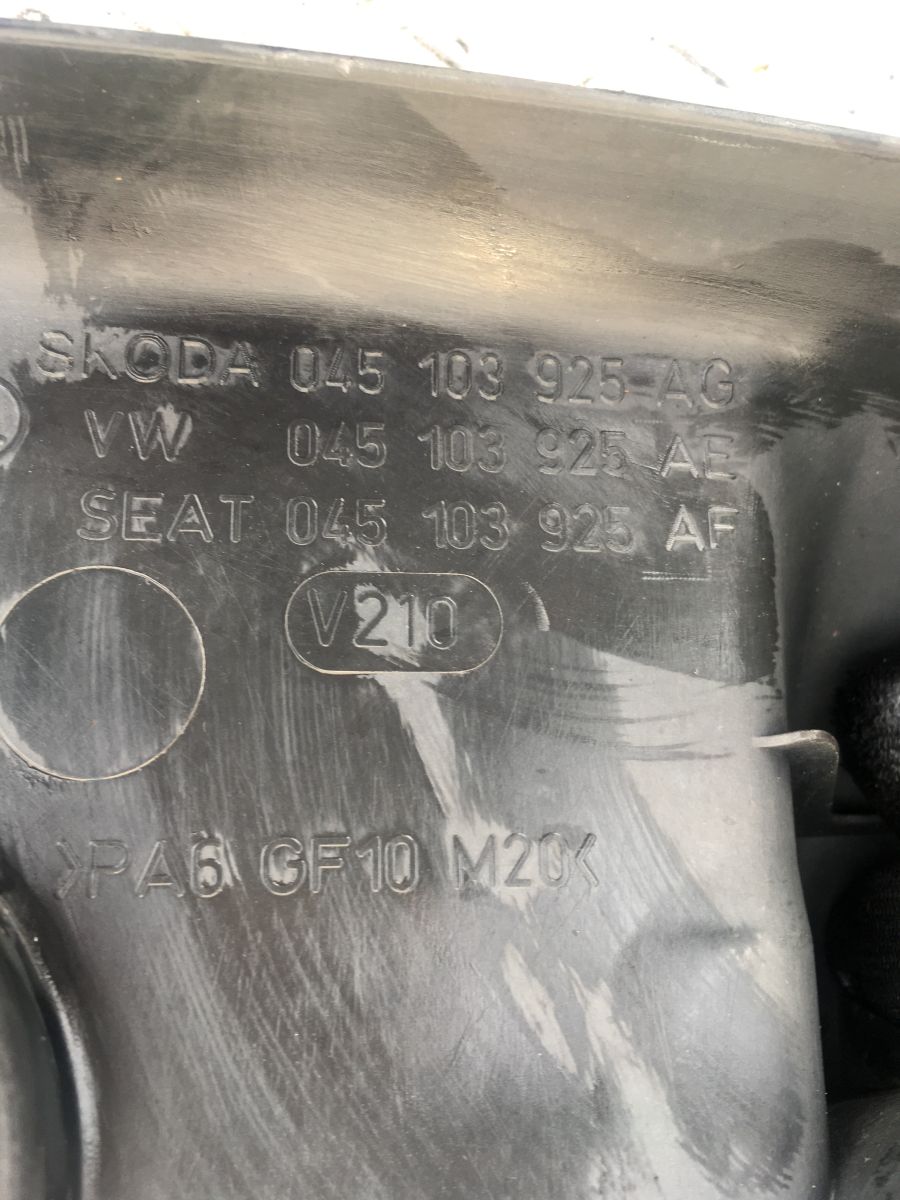 SKODA 045 103 925 AG
VW 045 103 925 AE
SEAT 045 103 925 AF
V210
>PA6 GF10 M20<